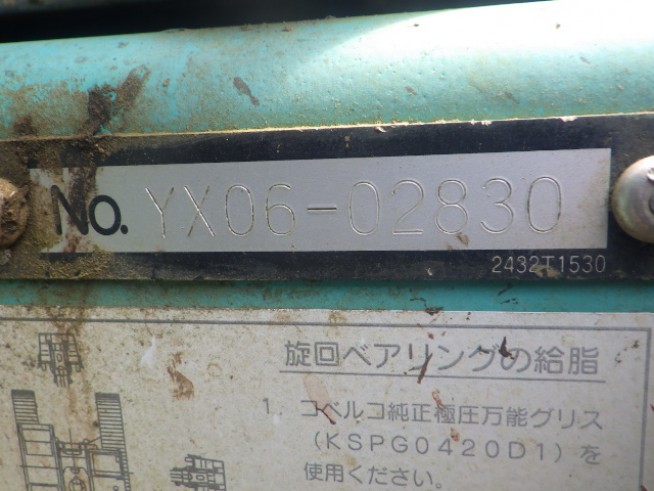 No. YX06-02830
2432T1530
旋回ベアリングの給脂
1. コベルコ純正極圧万能グリス
(KSPG0420D1)を
使用ください。